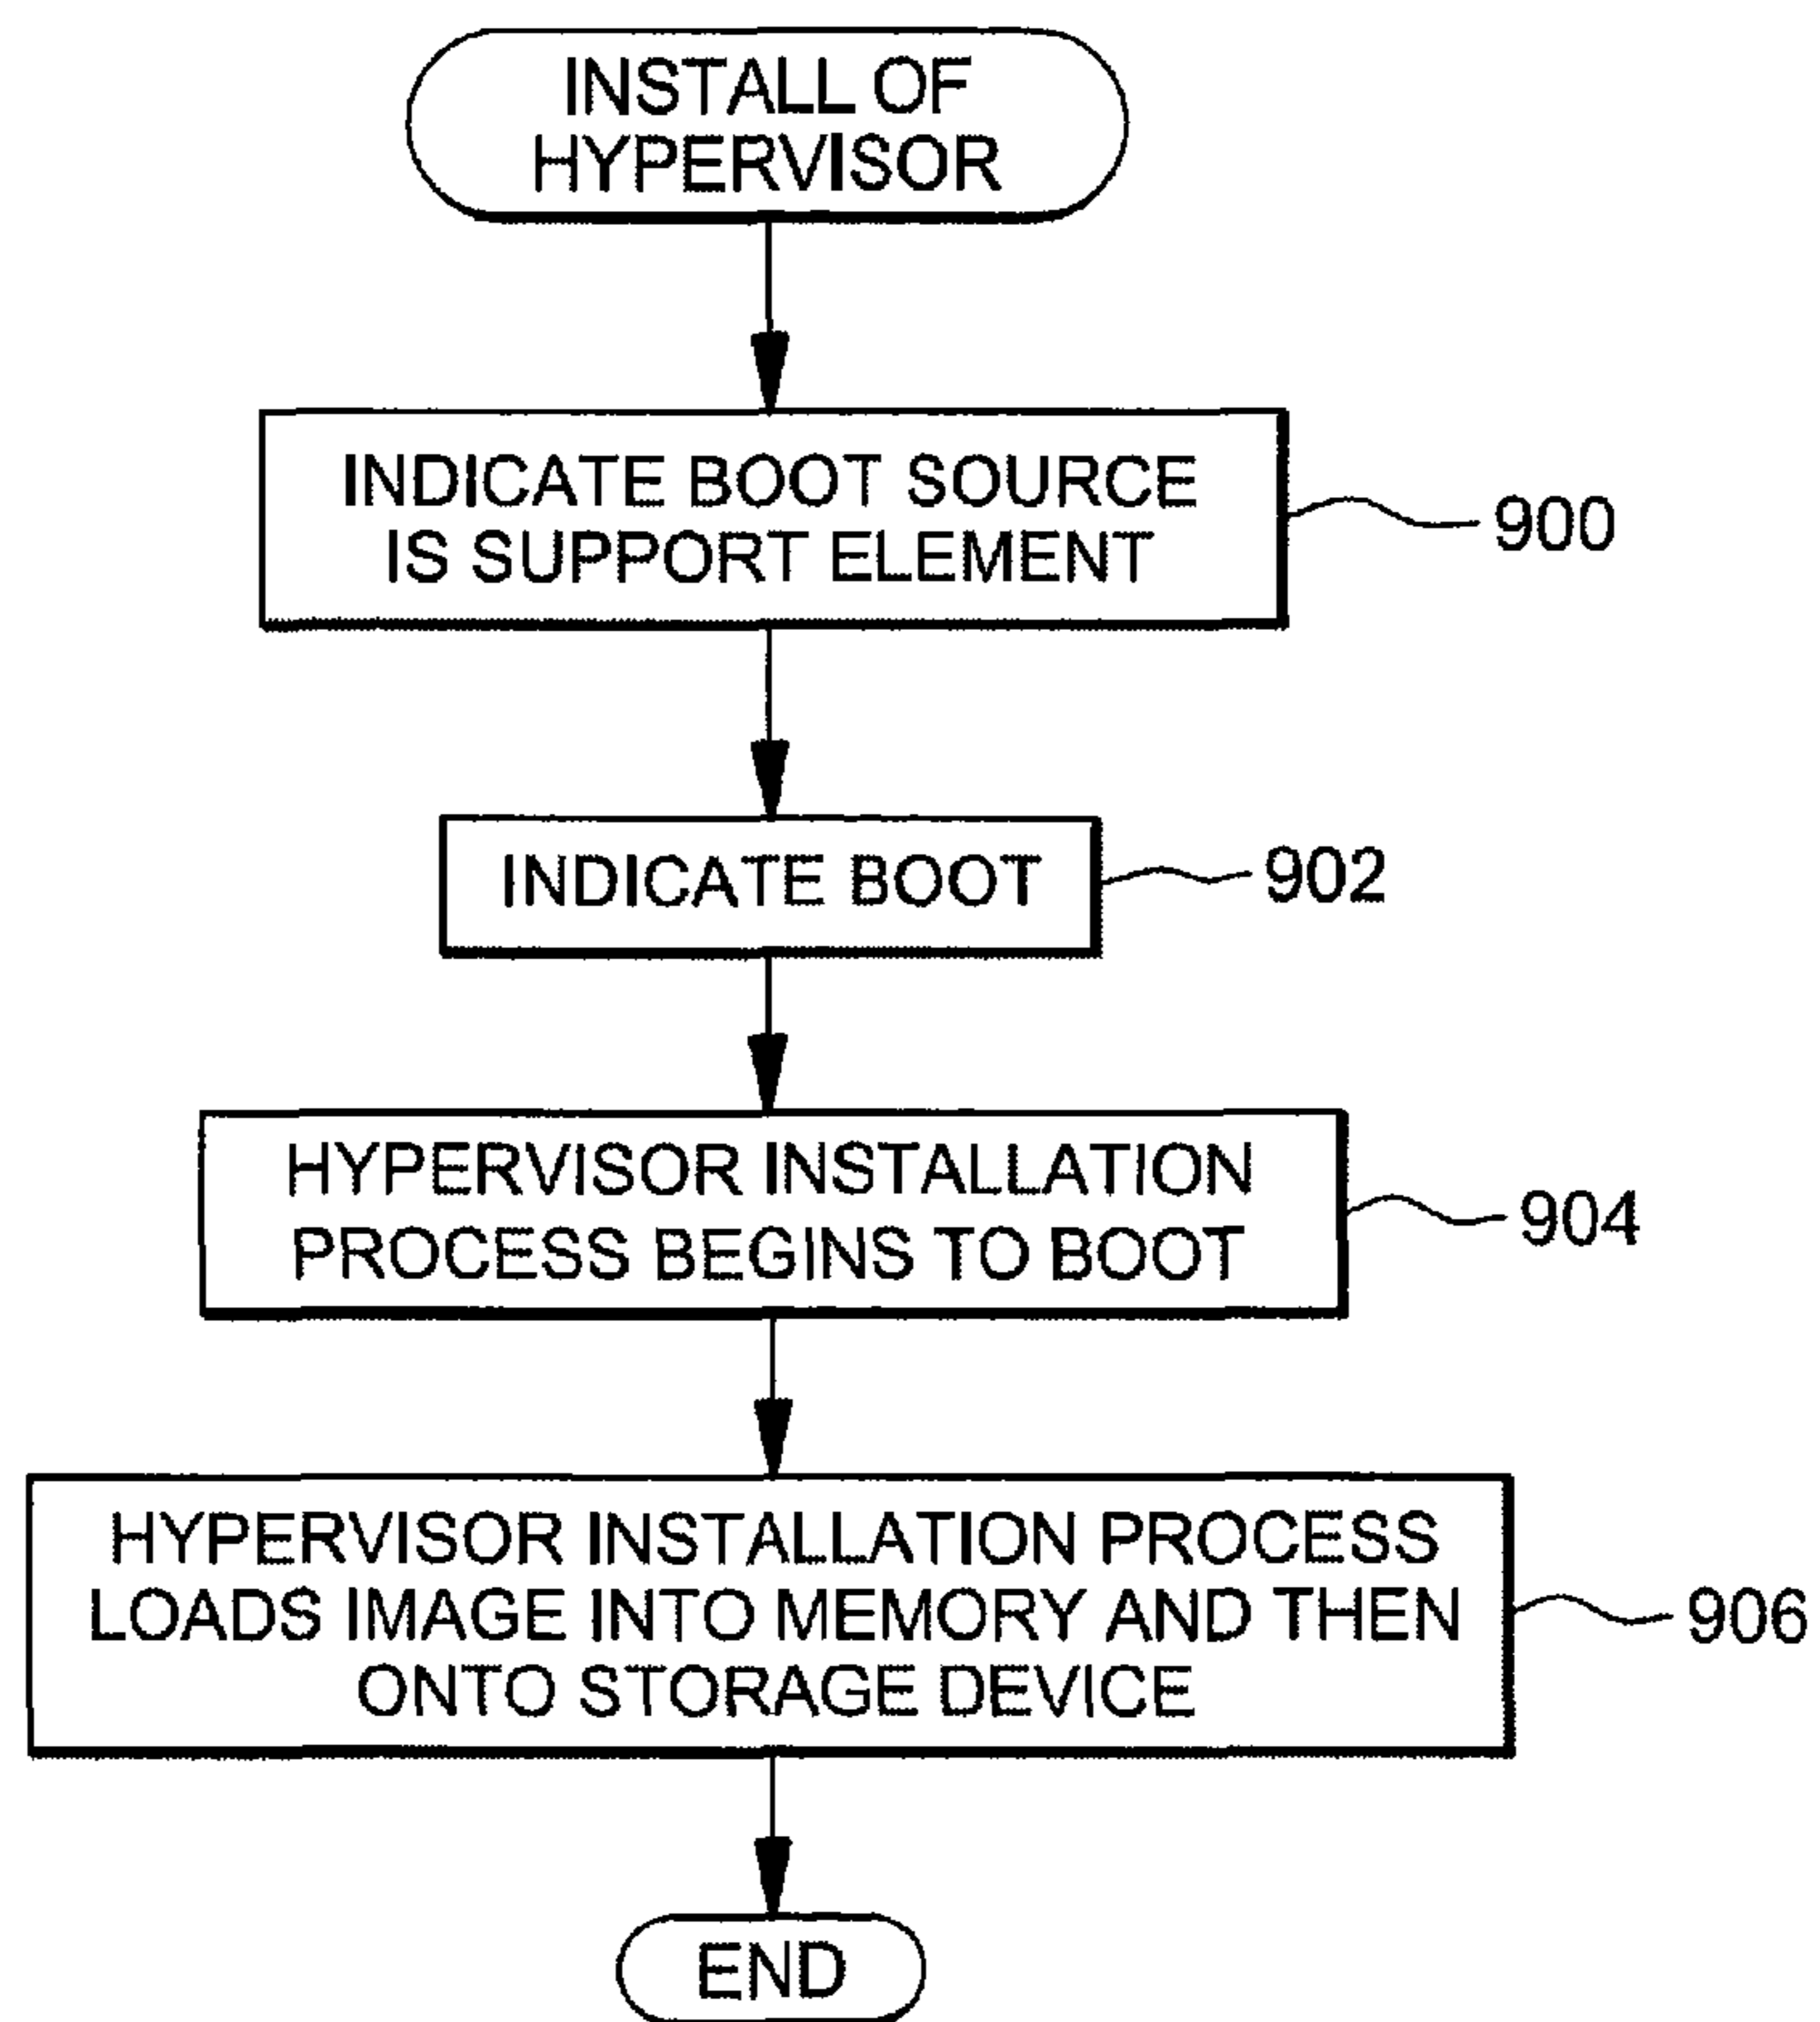 INSTALL OF
HYPERVISOR
INDICATE BOOT SOURCE
IS SUPPORT ELEMENT
900
INDICATE BOOT
902
HYPERVISOR INSTALLATION
PROCESS BEGINS TO BOOT
904
HYPERVISOR INSTALLATION PROCESS
LOADS IMAGE INTO MEMORY AND THEN
ONTO STORAGE DEVICE
906
END